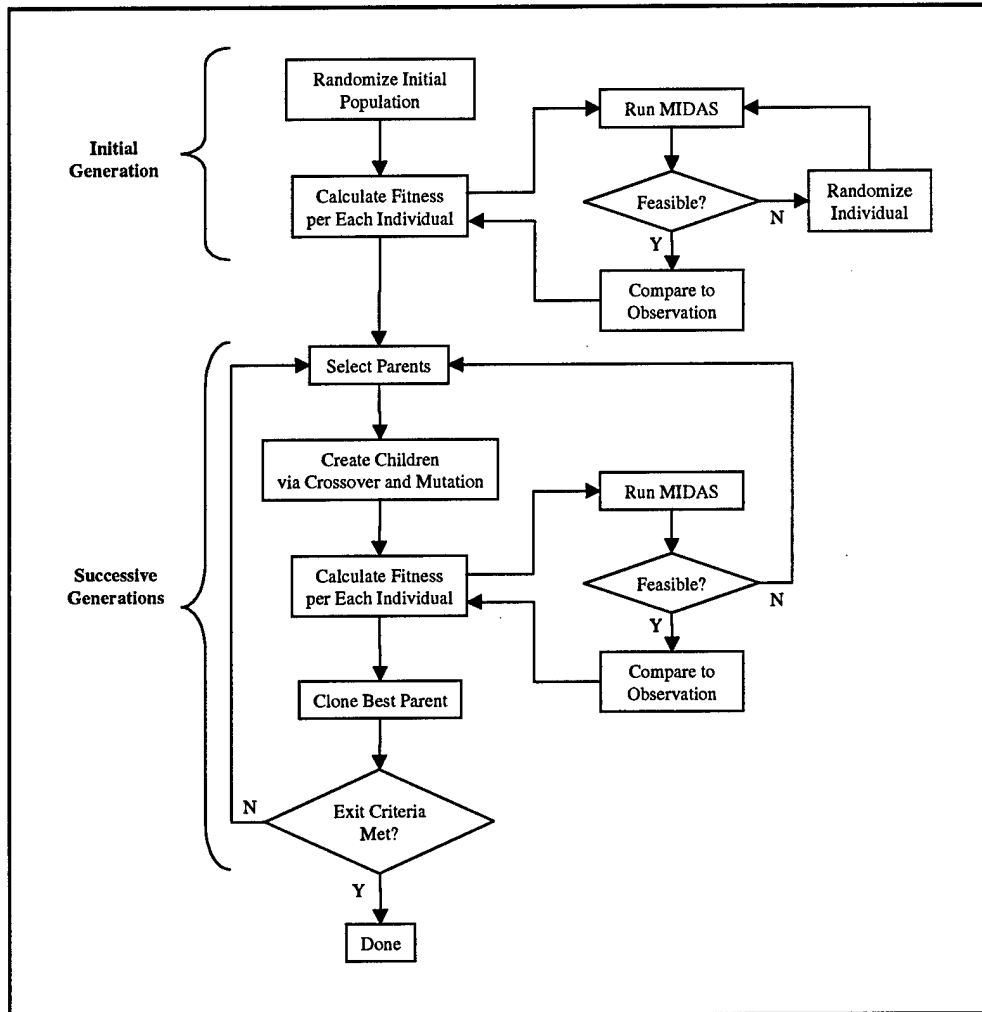 Randomize Initial
Population
Run MIDAS
Initial
Generation
Calculate Fitness
per Each Individual
Feasible?
N
Randomize
Individual
Y
Compare to
Observation
Select Parents
Create Children
via Crossover and Mutation
Run MIDAS
Successive
Generations
Calculate Fitness
per Each Individual
Feasible?
N
Y
Compare to
Observation
Clone Best Parent
N
Exit Criteria
Met?
Y
Done